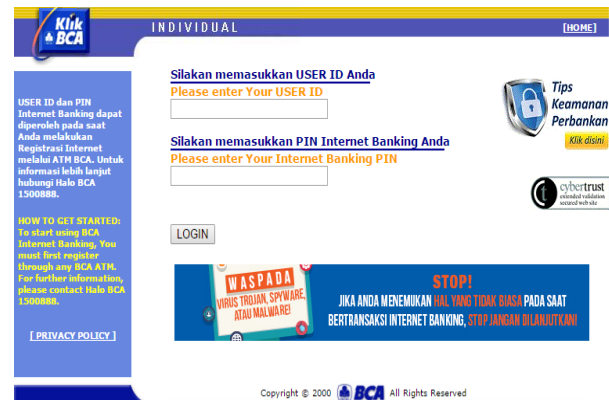 Klik
BCA
INDIVIDUAL
[HOME]
USER ID dan PIN
Internet Banking dapat
diperoleh pada saat
Anda melakukan
Registrasi Internet
melalui ATM BCA. Untuk
informasi lebih lanjut
hubungi Halo BCA
1500888.
HOW TO GET STARTED:
To start using BCA
Internet Banking, You
must first register
through any BCA ATM.
For further information,
please contact Halo BCA
1500888.
[ PRIVACY POLICY ]
Silakan memasukkan USER ID Anda
Please enter Your USER ID
Silakan memasukkan PIN Internet Banking Anda
Please enter Your Internet Banking PIN
LOGIN
Tips
Keamanan
Perbankan
Klik disini
cybertrust
extended validation
secured web site
WASPADA
VIRUS TROJAN, SPYWARE,
ATAU MALWARE!
STOP!
JIKA ANDA MENEMUKAN HAL YANG TIDAK BIASA PADA SAAT
BERTRANSAKSI INTERNET BANKING, STOP JANGAN DILANJUTKAN!
Copyright © 2000 BCA All Rights Reserved